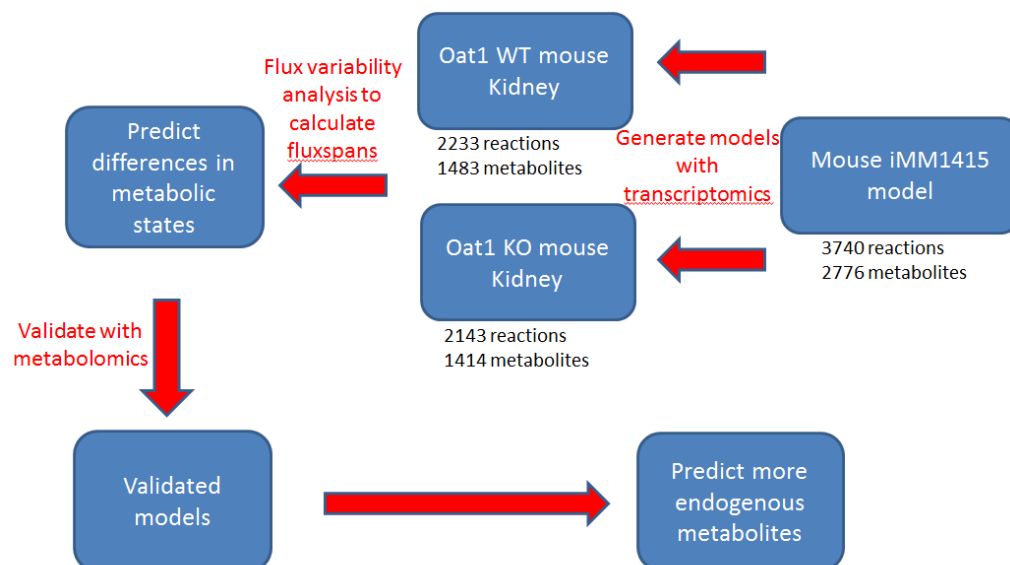 Oat1 WT mouse
Kidney
2233 reactions
1483 metabolites
Flux variability
analysis to
calculate
fluxspans
Predict
differences in
metabolic
states
Generate models
with
transcriptomics
Mouse iMM1415
model
3740 reactions
2776 metabolites
Oat1 KO mouse
Kidney
2143 reactions
1414 metabolites
Validate with
metabolomics
Validated
models
Predict more
endogenous
metabolites